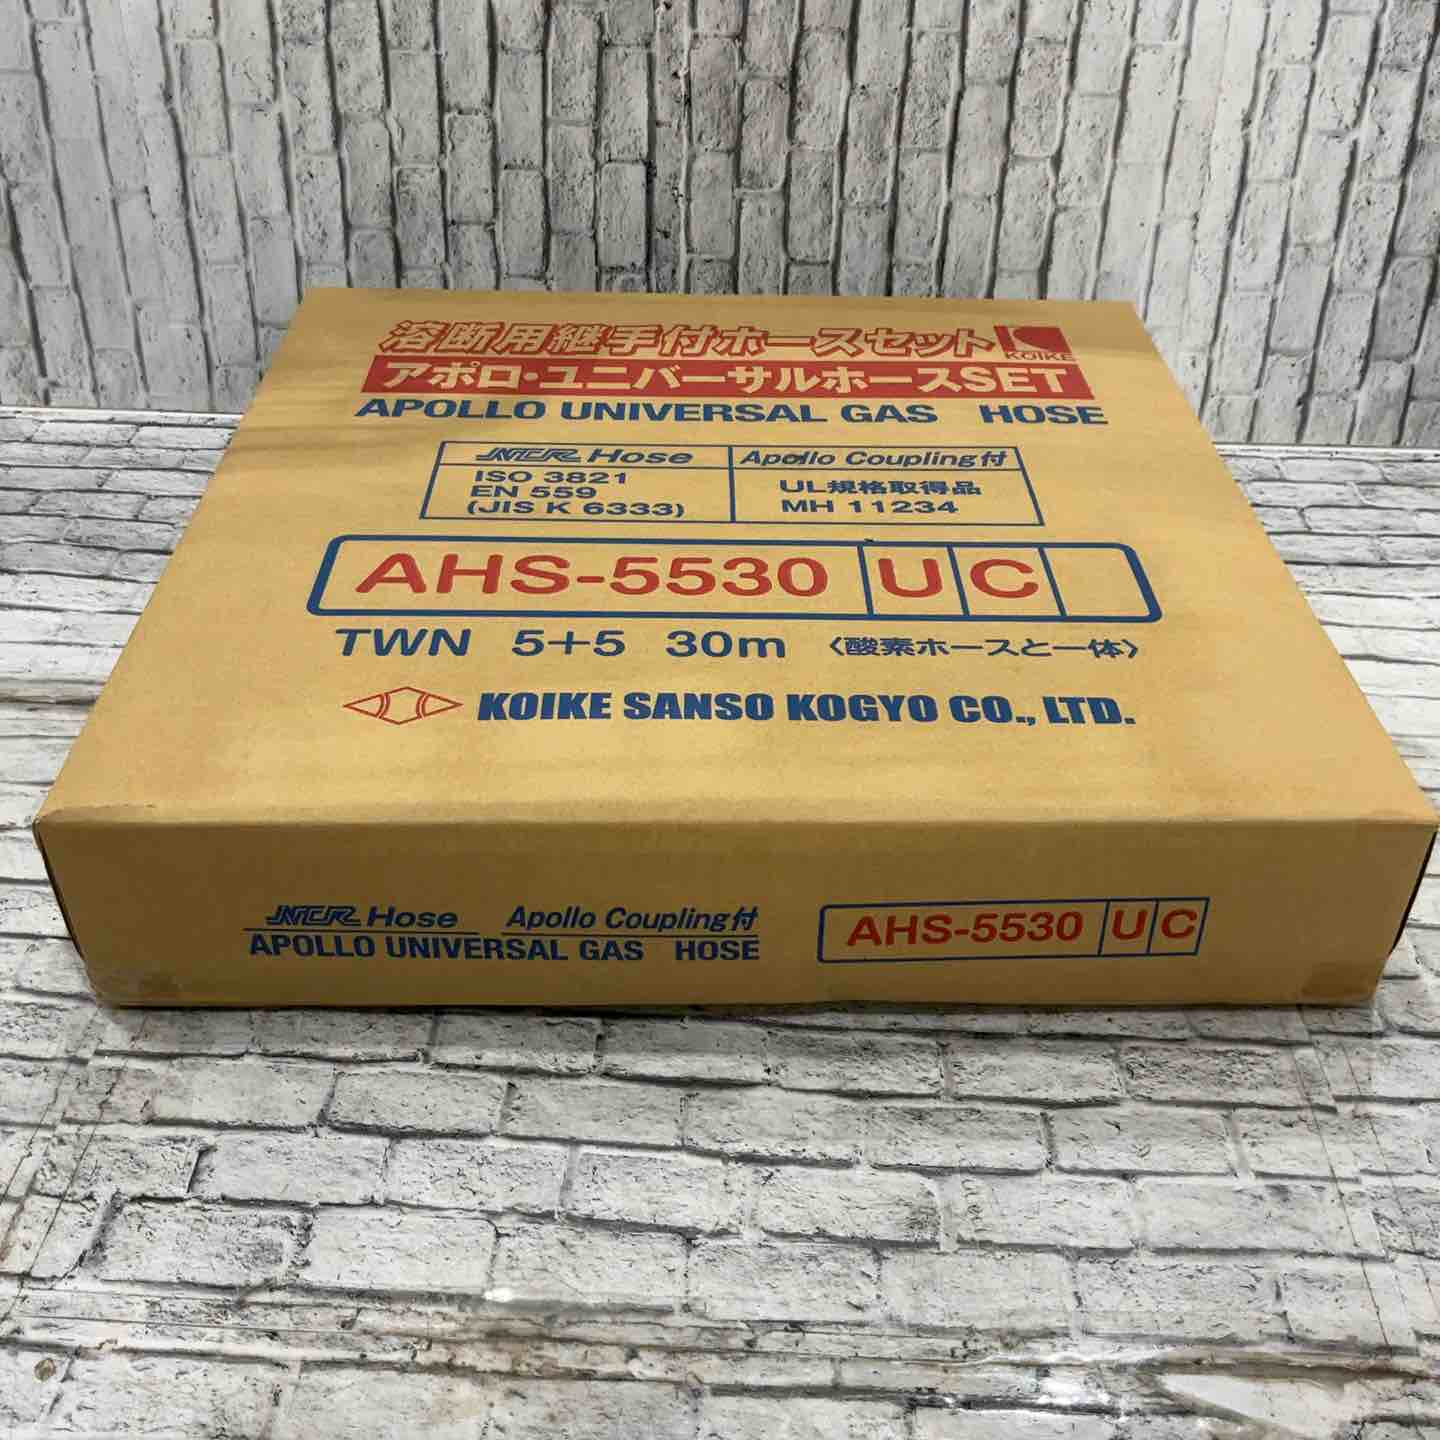 溶断用継手付ホースセット
KOIKE
アポロ・ユニバーサルホースSET
APOLLO UNIVERSAL GAS HOSE
NCR Hose
Apollo Coupling付
ISO 3821
EN 559
(JIS K 6333)
UL規格取得品
MH 11234
AHS-5530 U C
TWN 5+5 30m 〈酸素ホースと一体〉
KOIKE SANSO KOGYO CO., LTD.
NCR Hose Apollo Coupling付
APOLLO UNIVERSAL GAS HOSE
AHS-5530 U C